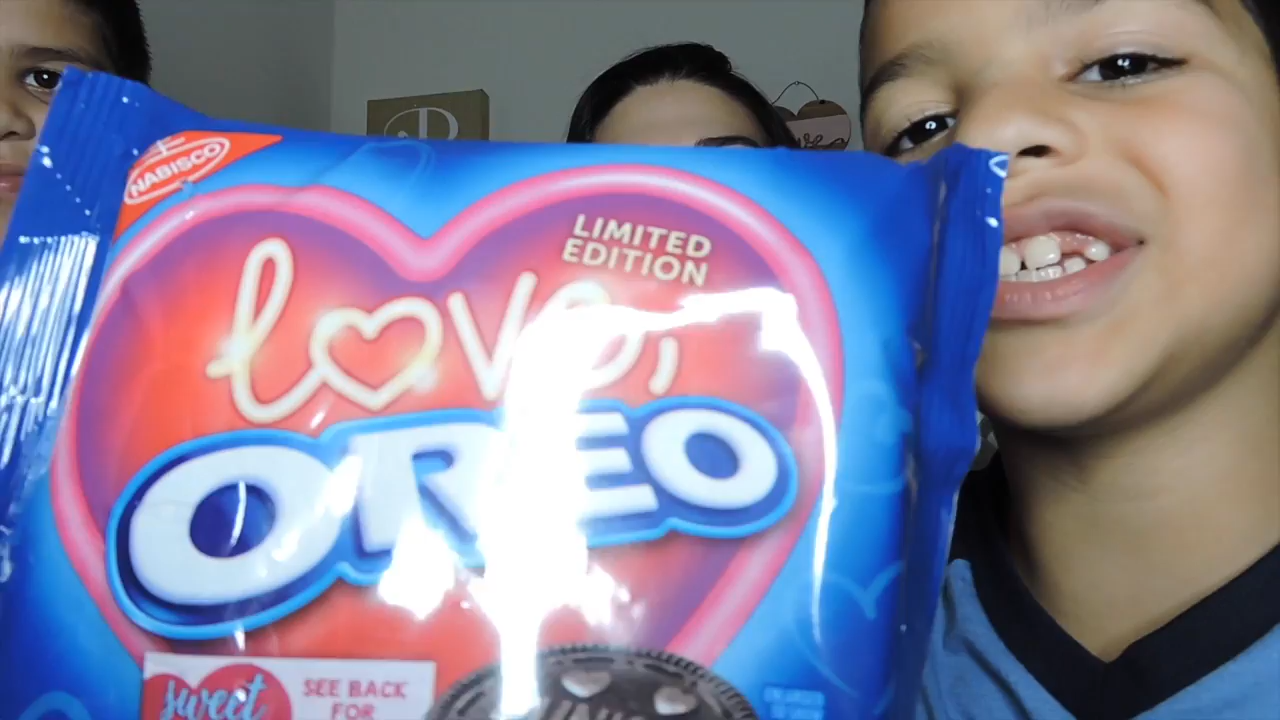 NABISCO
LIMITED
EDITION
love,
OREO
sweet
SEE BACK
FOR